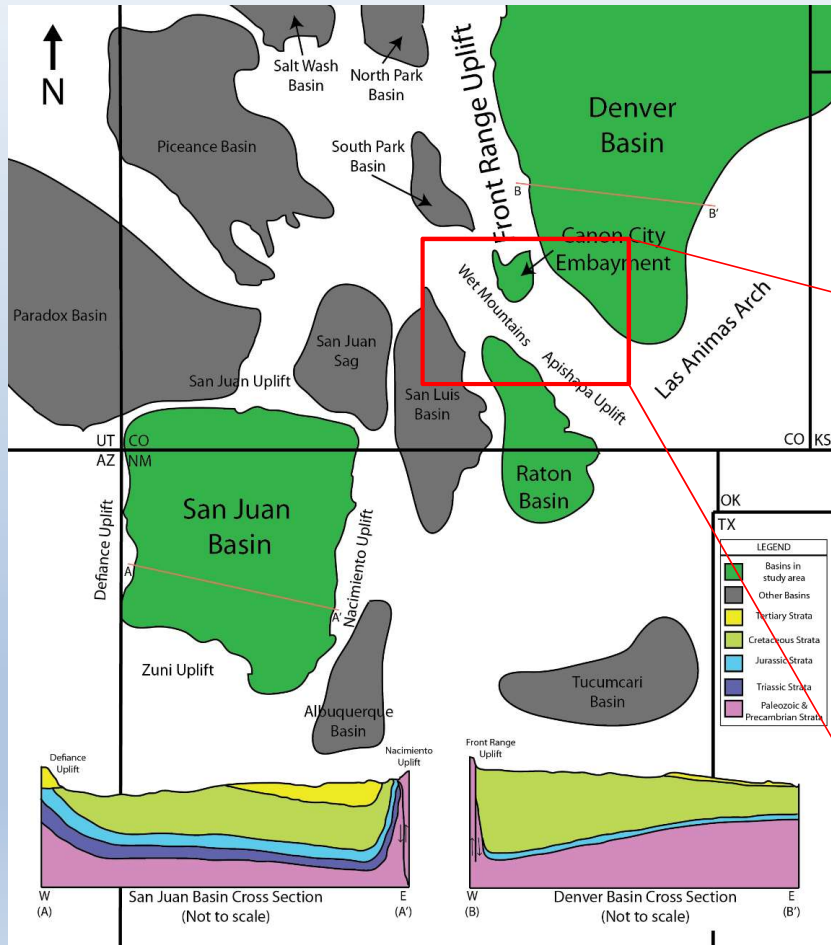 N
Salt Wash
Basin
North Park
Basin
Front Range Uplift
Denver
Basin
Piceance Basin
South Park
Basin
B
B'
Canon City
Embayment
Wet Mountains
Paradox Basin
San Juan
Sag
Las Animas Arch
San Juan Uplift
Apishapa Uplift
San Luis
Basin
UT
CO
CO
KS
AZ
NM
Raton
Basin
OK
TX
San Juan
Basin
Defiance Uplift
Nacimiento Uplift
A
A'
LEGEND
Basins in
study area
Other Basins
Tertiary Strata
Cretaceous Strata
Jurassic Strata
Triassic Strata
Paleozoic &
Precambrian Strata
Zuni Uplift
Tucumcari
Basin
Albuquerque
Basin
Defiance
Uplift
Nacimiento
Uplift
Front Range
Uplift
W
(A)
San Juan Basin Cross Section
(Not to scale)
E
(A')
W
(B)
Denver Basin Cross Section
(Not to scale)
E
(B')